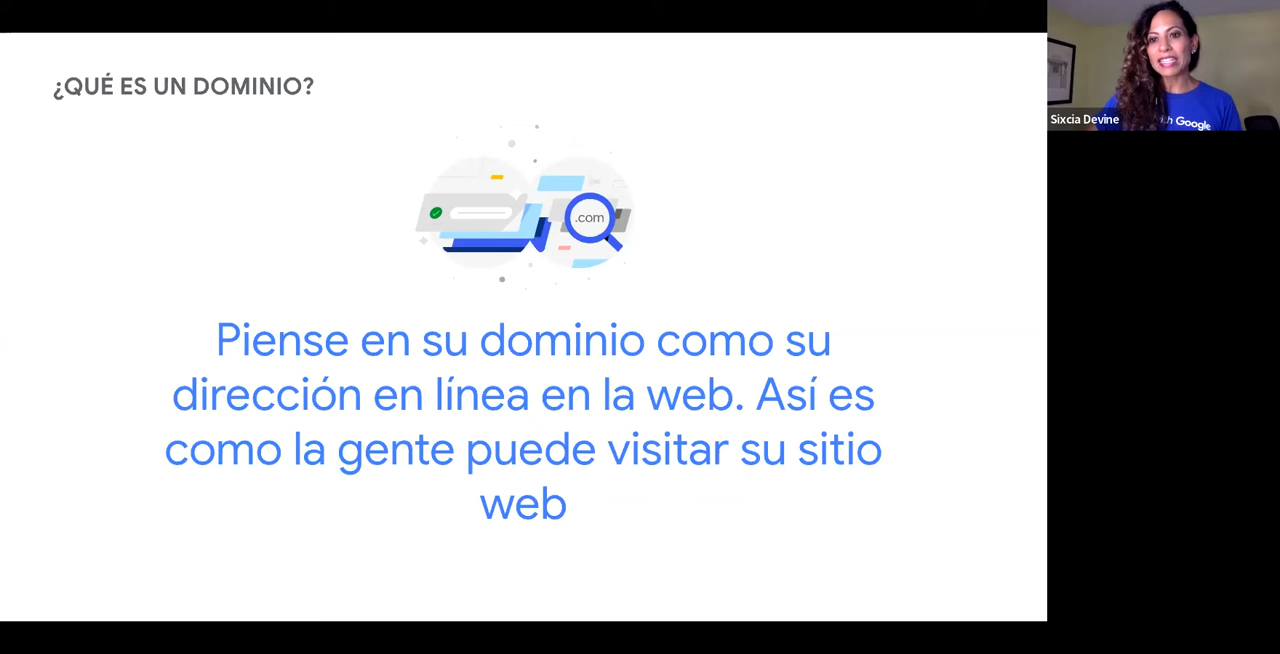 ¿QUÉ ES UN DOMINIO?
.com
Piense en su dominio como su
dirección en línea en la web. Así es
como la gente puede visitar su sitio
web
Sixcia Devine
Google